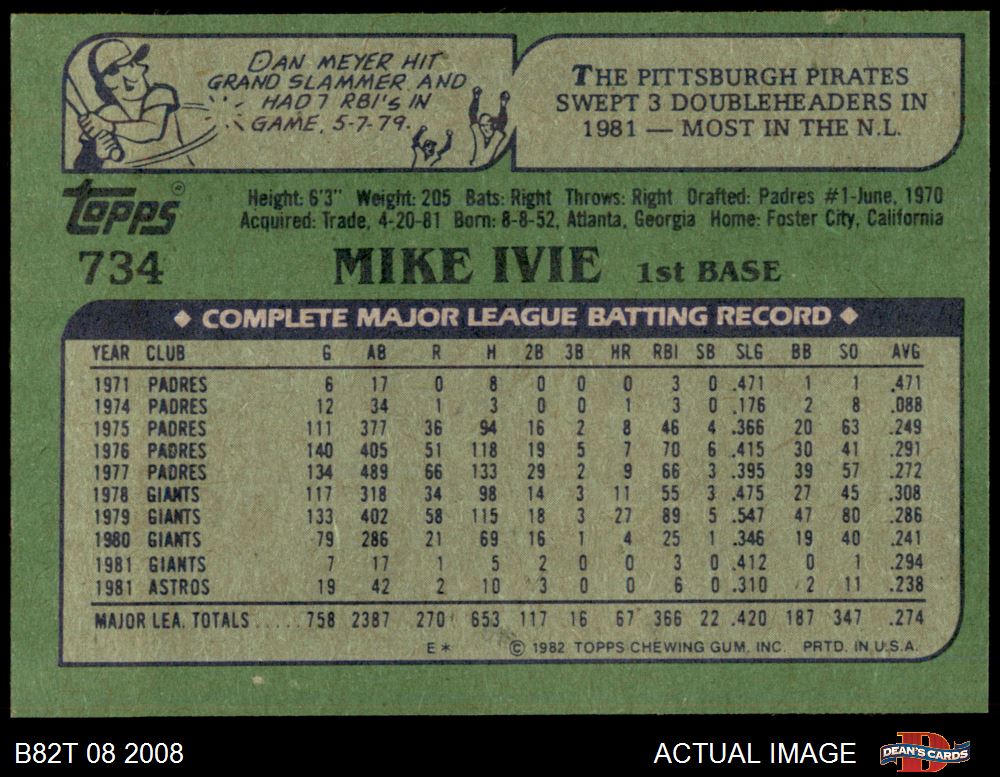 DAN MEYER HIT
GRAND SLAMMER AND
HAD 7 RBI'S IN
GAME, 5-7-79.
THE PITTSBURGH PIRATES
SWEPT 3 DOUBLEHEADERS IN
1981 — MOST IN THE N.L.
topps®
Height: 6'3" Weight: 205 Bats: Right Throws: Right Drafted: Padres #1-June, 1970
Acquired: Trade, 4-20-81 Born: 8-8-52, Atlanta, Georgia Home: Foster City, California
734 MIKE IVIE 1ST BASE
◆ COMPLETE MAJOR LEAGUE BATTING RECORD ◆
YEAR CLUB G AB R H 2B 3B HR RBI SB SLG BB SO AVG
1971 PADRES 6 17 0 8 0 0 0 3 0 .471 1 1 .471
1974 PADRES 12 34 1 3 0 0 1 3 0 .176 2 8 .088
1975 PADRES 111 377 36 94 16 2 8 46 4 .366 20 63 .249
1976 PADRES 140 405 51 118 19 5 7 70 6 .415 30 41 .291
1977 PADRES 134 489 66 133 29 2 9 66 3 .395 39 57 .272
1978 GIANTS 117 318 34 98 14 3 11 55 3 .475 27 45 .308
1979 GIANTS 133 402 58 115 18 3 27 89 5 .547 47 80 .286
1980 GIANTS 79 286 21 69 16 1 4 25 1 .346 19 40 .241
1981 GIANTS 7 17 1 5 2 0 0 3 0 .412 0 1 .294
1981 ASTROS 19 42 2 10 3 0 0 6 0 .310 2 11 .238
MAJOR LEA. TOTALS ..... 758 2387 270 653 117 16 67 366 22 .420 187 347 .274
E* © 1982 TOPPS CHEWING GUM, INC. PRTD. IN U.S.A.
B82T 08 2008 ACTUAL IMAGE D DEAN'S CARDS